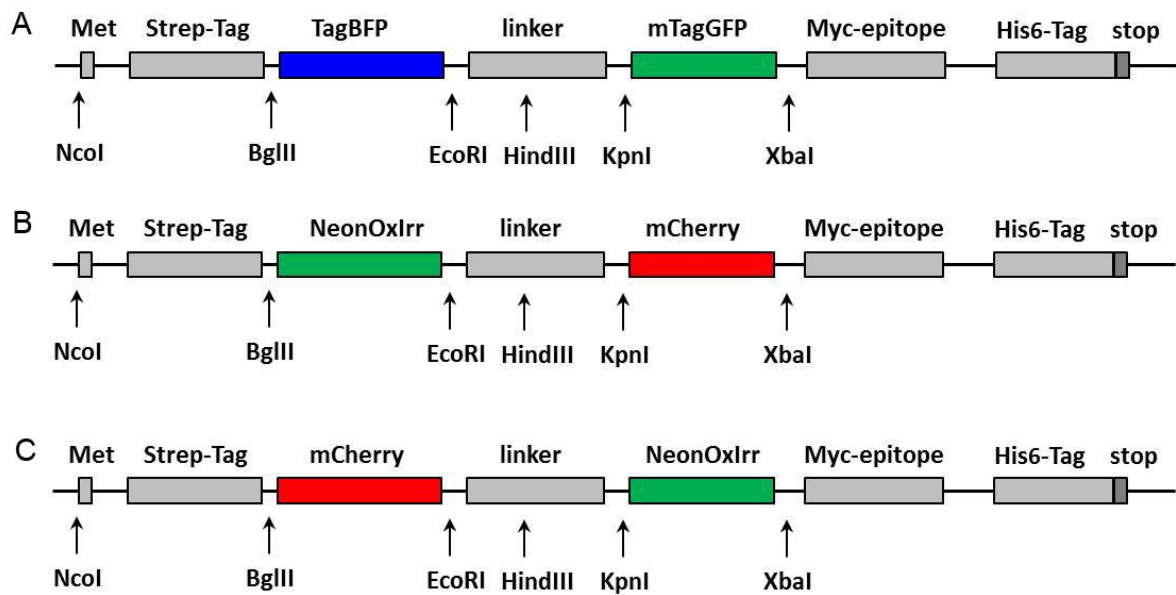 A
Met Strep-Tag TagBFP linker mTagGFP Myc-epitope His6-Tag stop
NcoI BglII EcoRI HindIII KpnI XbaI
B
Met Strep-Tag NeonOxIrr linker mCherry Myc-epitope His6-Tag stop
NcoI BglII EcoRI HindIII KpnI XbaI
C
Met Strep-Tag mCherry linker NeonOxIrr Myc-epitope His6-Tag stop
NcoI BglII EcoRI HindIII KpnI XbaI